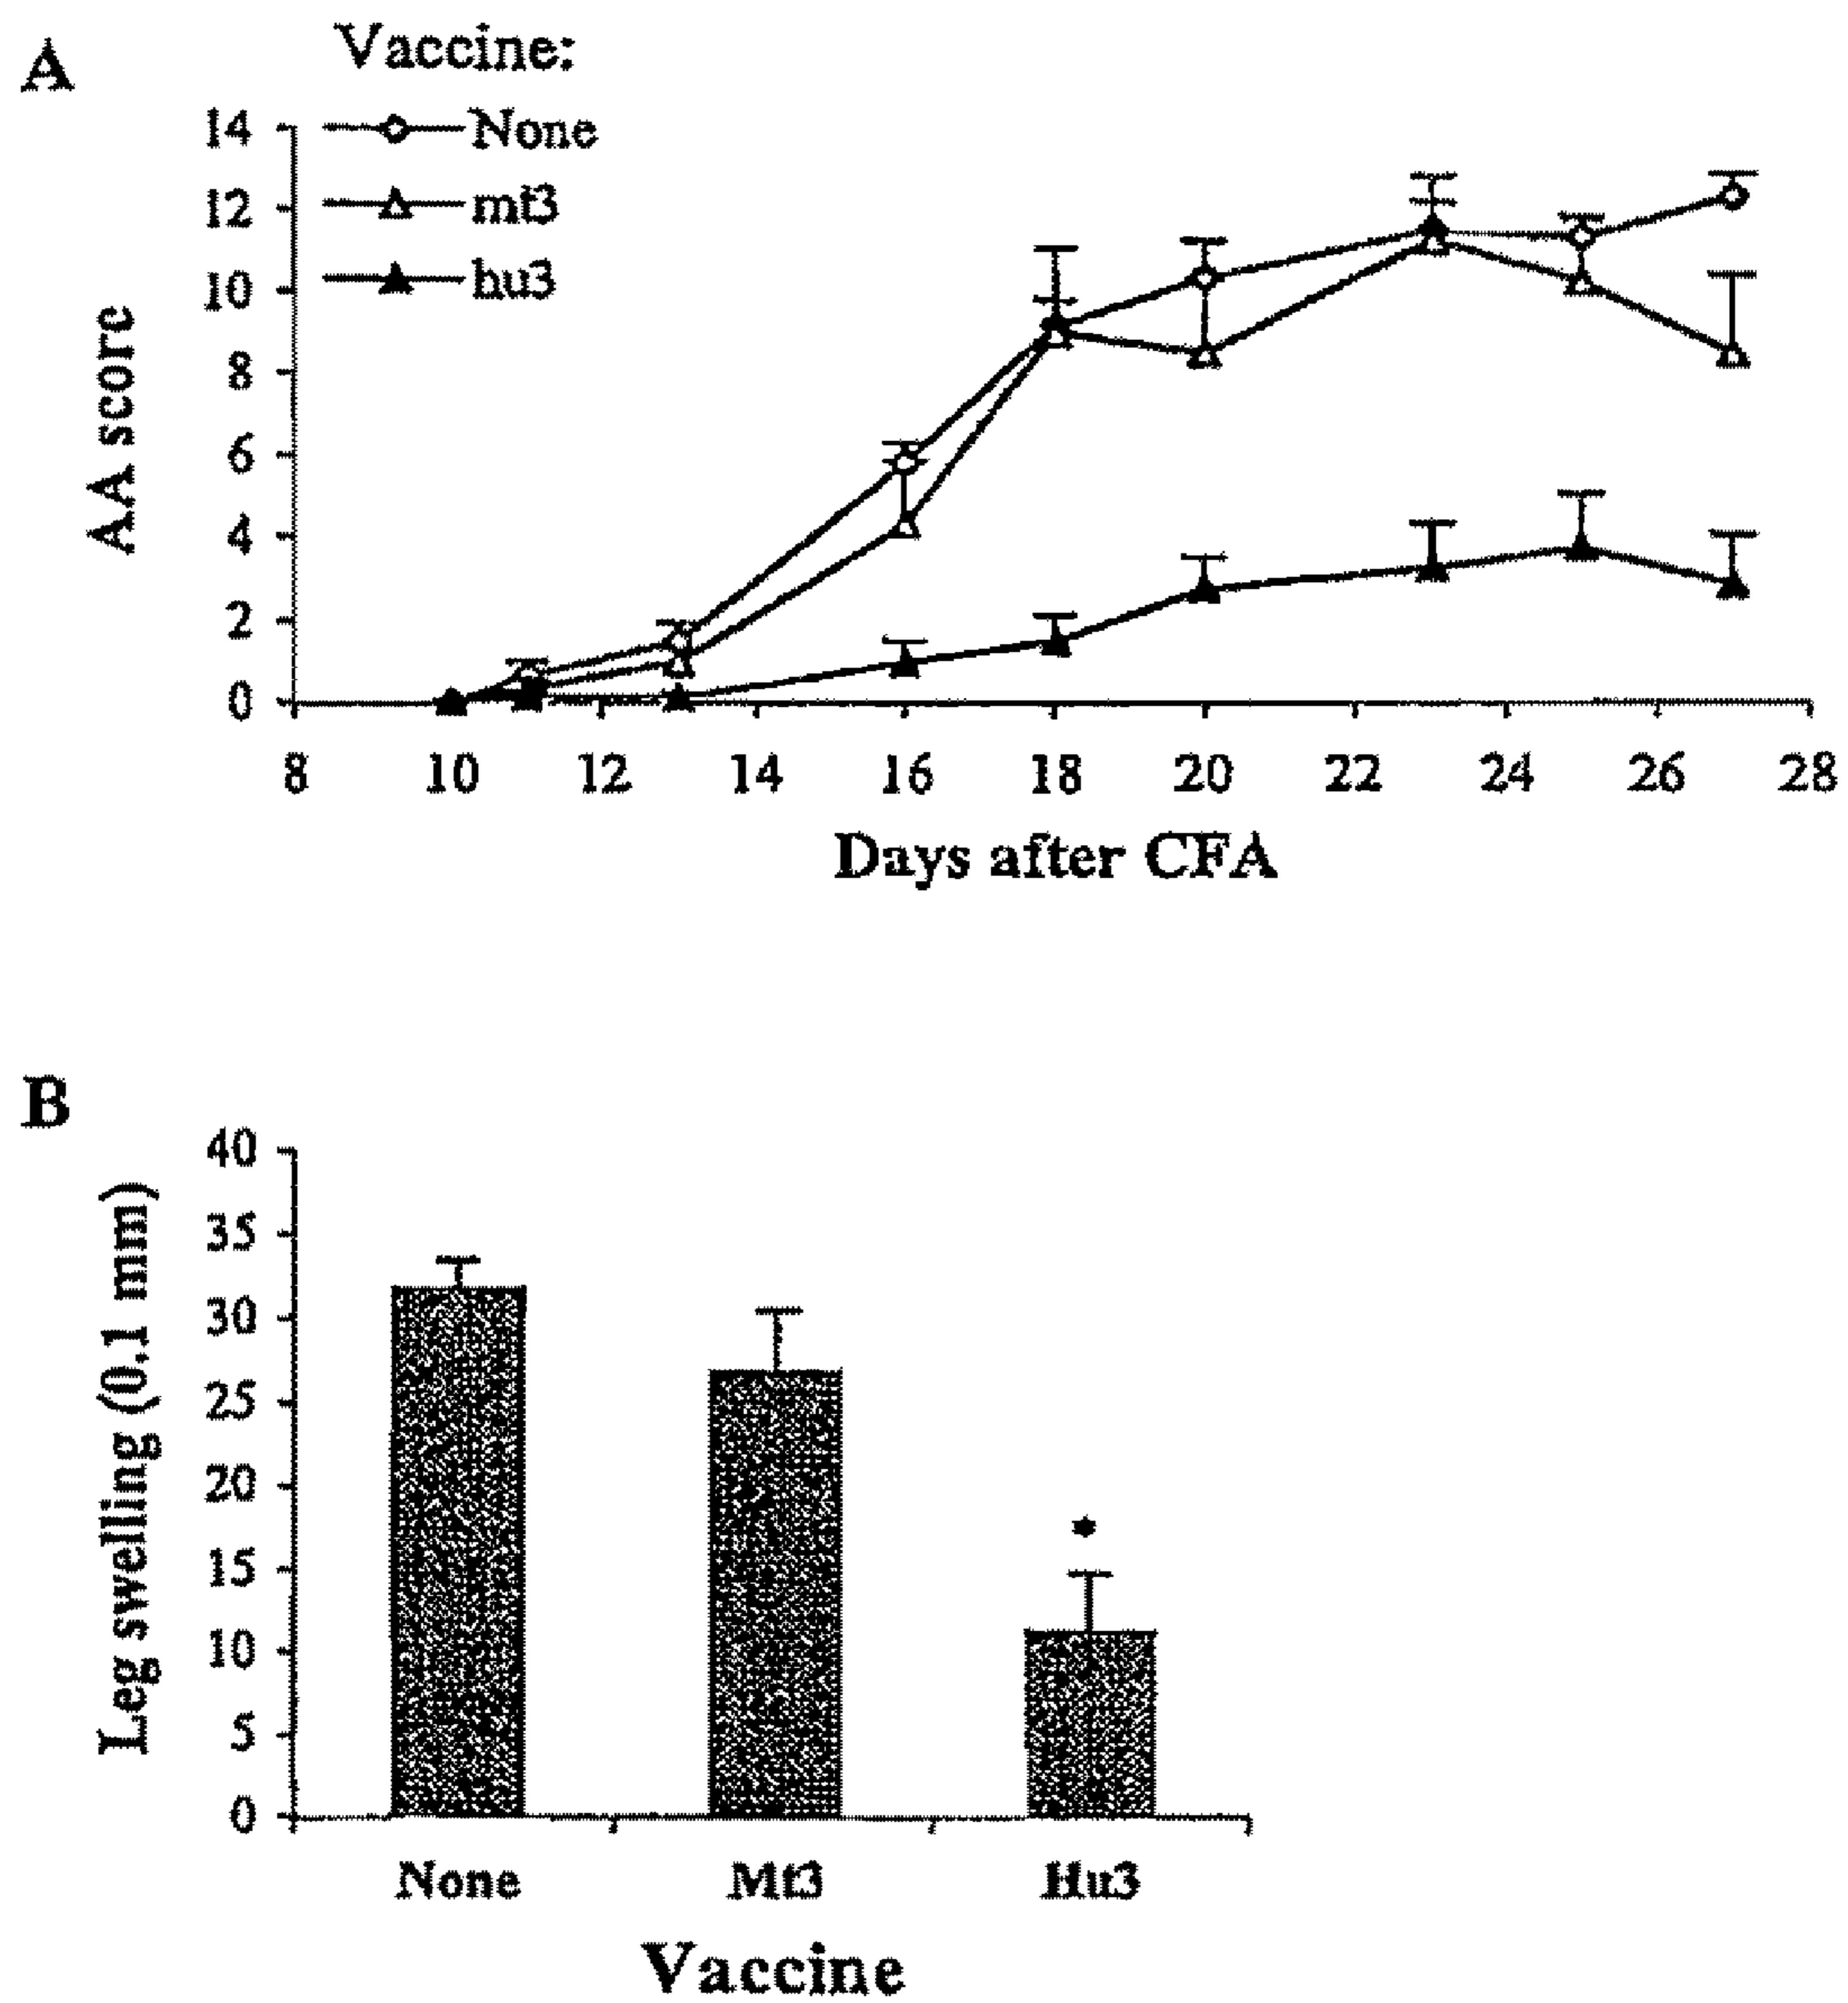 A
Vaccine:
None
mt3
hu3
14
12
10
8
6
4
2
0
AA score
8 10 12 14 16 18 20 22 24 26 28
Days after CFA
B
40
35
30
25
20
15
10
5
0
Leg swelling (0.1 mm)
None Mt3 Hu3
Vaccine